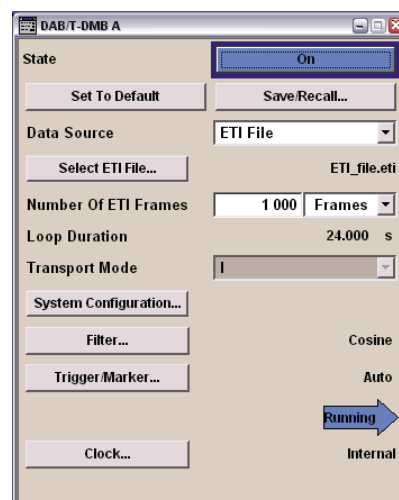 DAB/T-DMB A
State On
Set To Default Save/Recall...
Data Source ETI File
Select ETI File... ETI_file.eti
Number Of ETI Frames 1 000 Frames
Loop Duration 24.000 s
Transport Mode I
System Configuration...
Filter... Cosine
Trigger/Marker... Auto
Running
Clock... Internal